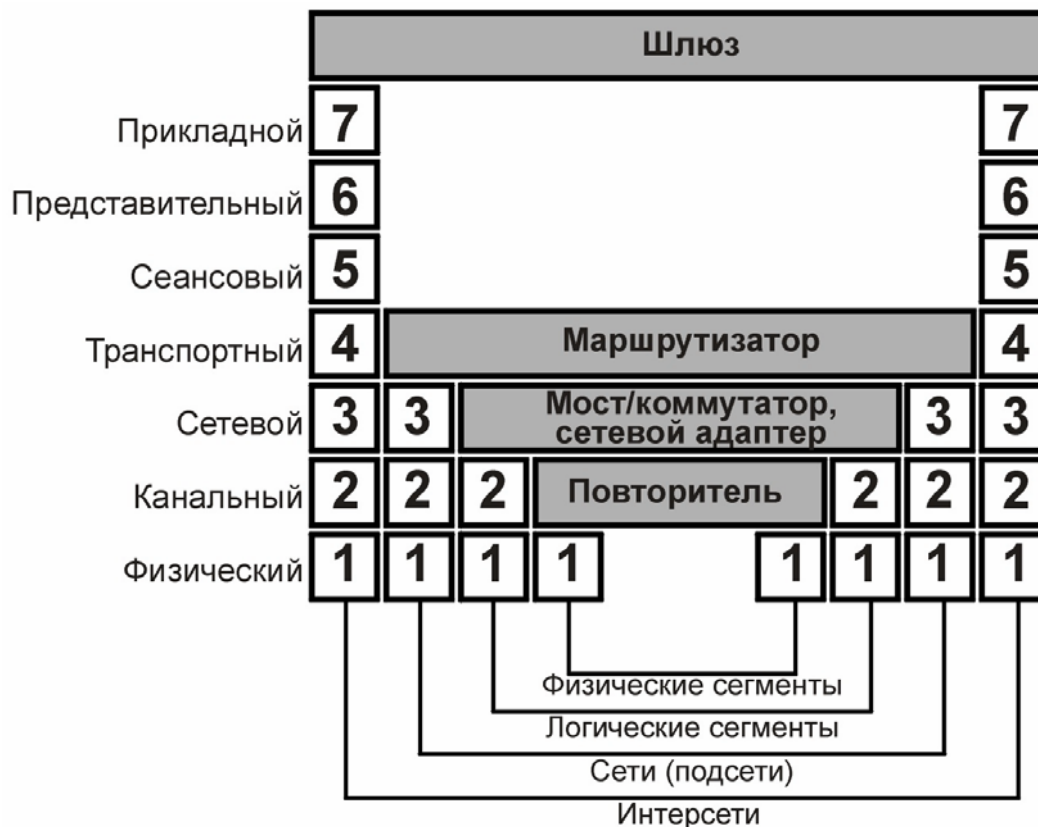 Шлюз
Прикладной 7 7
Представительный 6 6
Сеансовый 5 5
Транспортный 4 Маршрутизатор 4
Сетевой 3 3 Мост/коммутатор, 3 3
сетевой адаптер
Канальный 2 2 2 Повторитель 2 2 2
Физический 1 1 1 1 1 1 1 1
Физические сегменты
Логические сегменты
Сети (подсети)
Интерсети